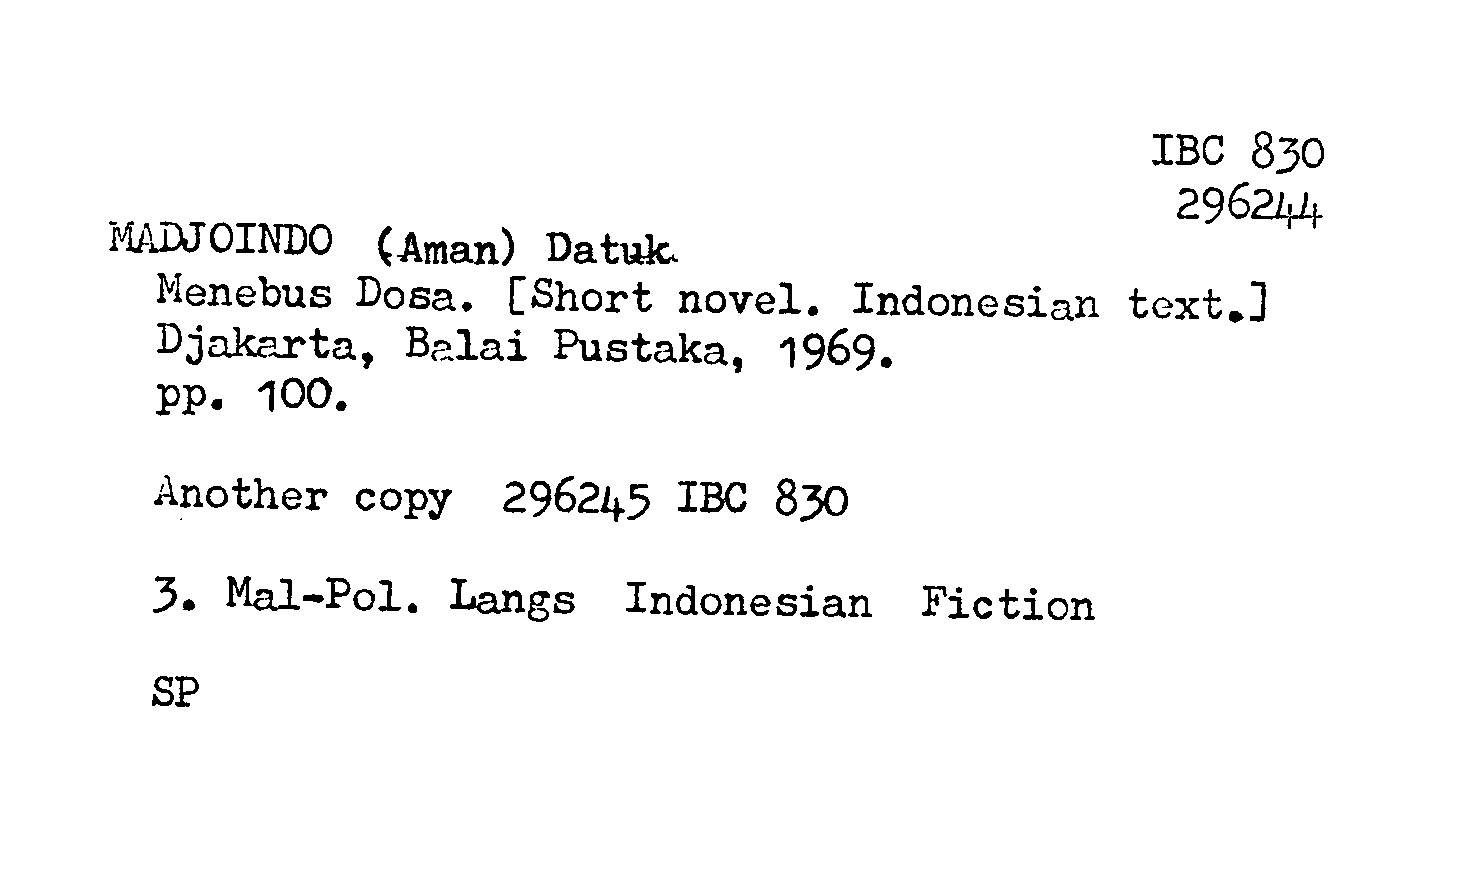 IBC 830
296244
MADJOINDO (Aman) Datuk
Menebus Dosa. [Short novel. Indonesian text.]
Djakarta, Balai Pustaka, 1969.
pp. 100.
Another copy 296245 IBC 830
3. Mal-Pol. Langs Indonesian Fiction
SP